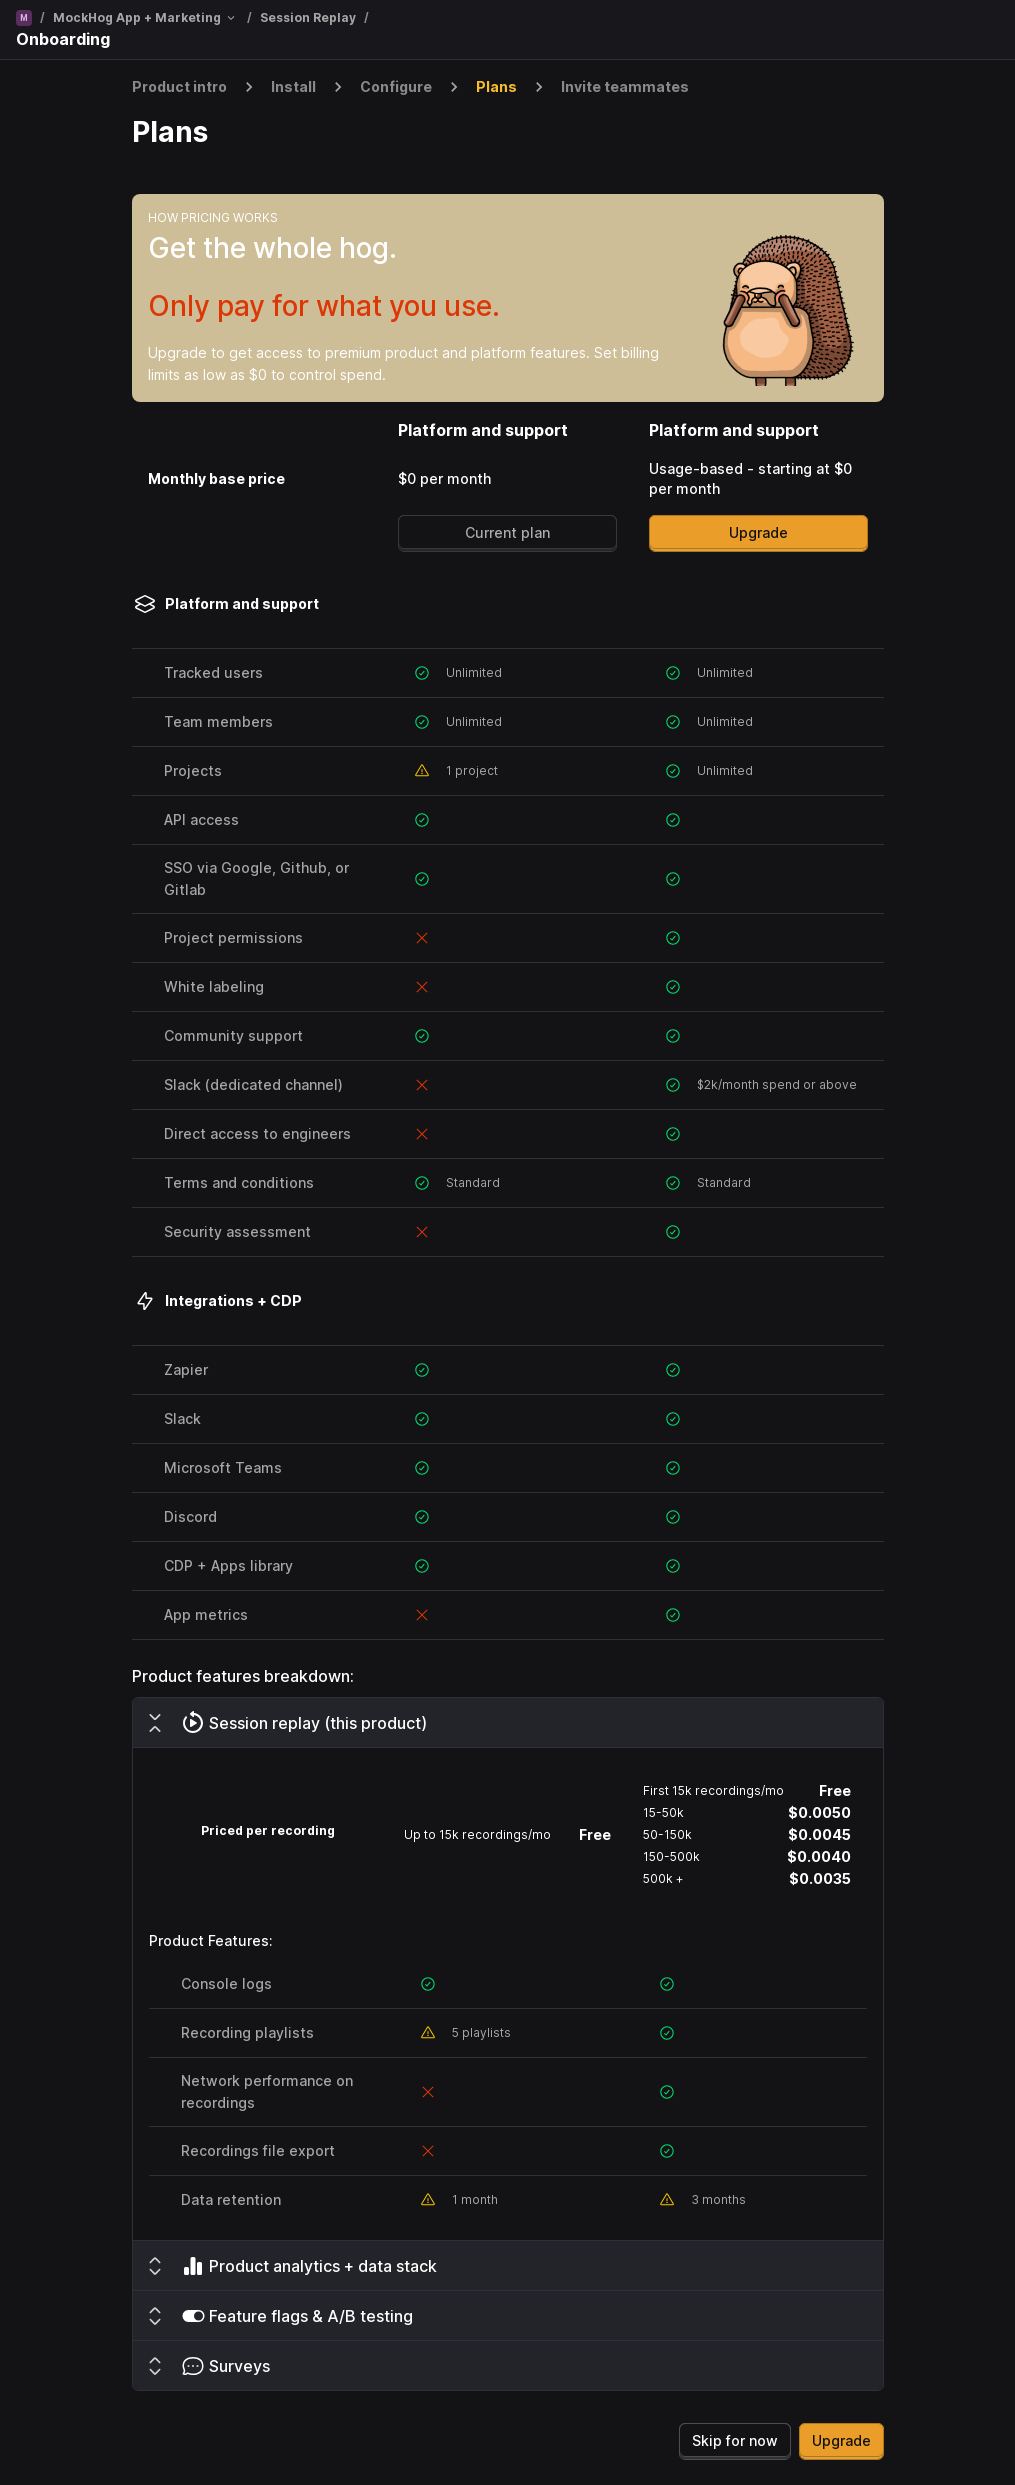 M / MockHog App + Marketing / Session Replay /
Onboarding
Product intro > Install > Configure > Plans > Invite teammates
Plans
HOW PRICING WORKS
Get the whole hog.
Only pay for what you use.
Upgrade to get access to premium product and platform features. Set billing
limits as low as $0 to control spend.
Platform and support Platform and support
Monthly base price $0 per month Usage-based - starting at $0
per month
Current plan Upgrade
Platform and support
Tracked users Unlimited Unlimited
Team members Unlimited Unlimited
Projects 1 project Unlimited
API access
SSO via Google, Github, or
Gitlab
Project permissions
White labeling
Community support
Slack (dedicated channel) $2k/month spend or above
Direct access to engineers
Terms and conditions Standard Standard
Security assessment
Integrations + CDP
Zapier
Slack
Microsoft Teams
Discord
CDP + Apps library
App metrics
Product features breakdown:
Session replay (this product)
First 15k recordings/mo Free
15-50k $0.0050
Priced per recording Up to 15k recordings/mo Free 50-150k $0.0045
150-500k $0.0040
500k + $0.0035
Product Features:
Console logs
Recording playlists 5 playlists
Network performance on
recordings
Recordings file export
Data retention 1 month 3 months
Product analytics + data stack
Feature flags & A/B testing
Surveys
Skip for now Upgrade